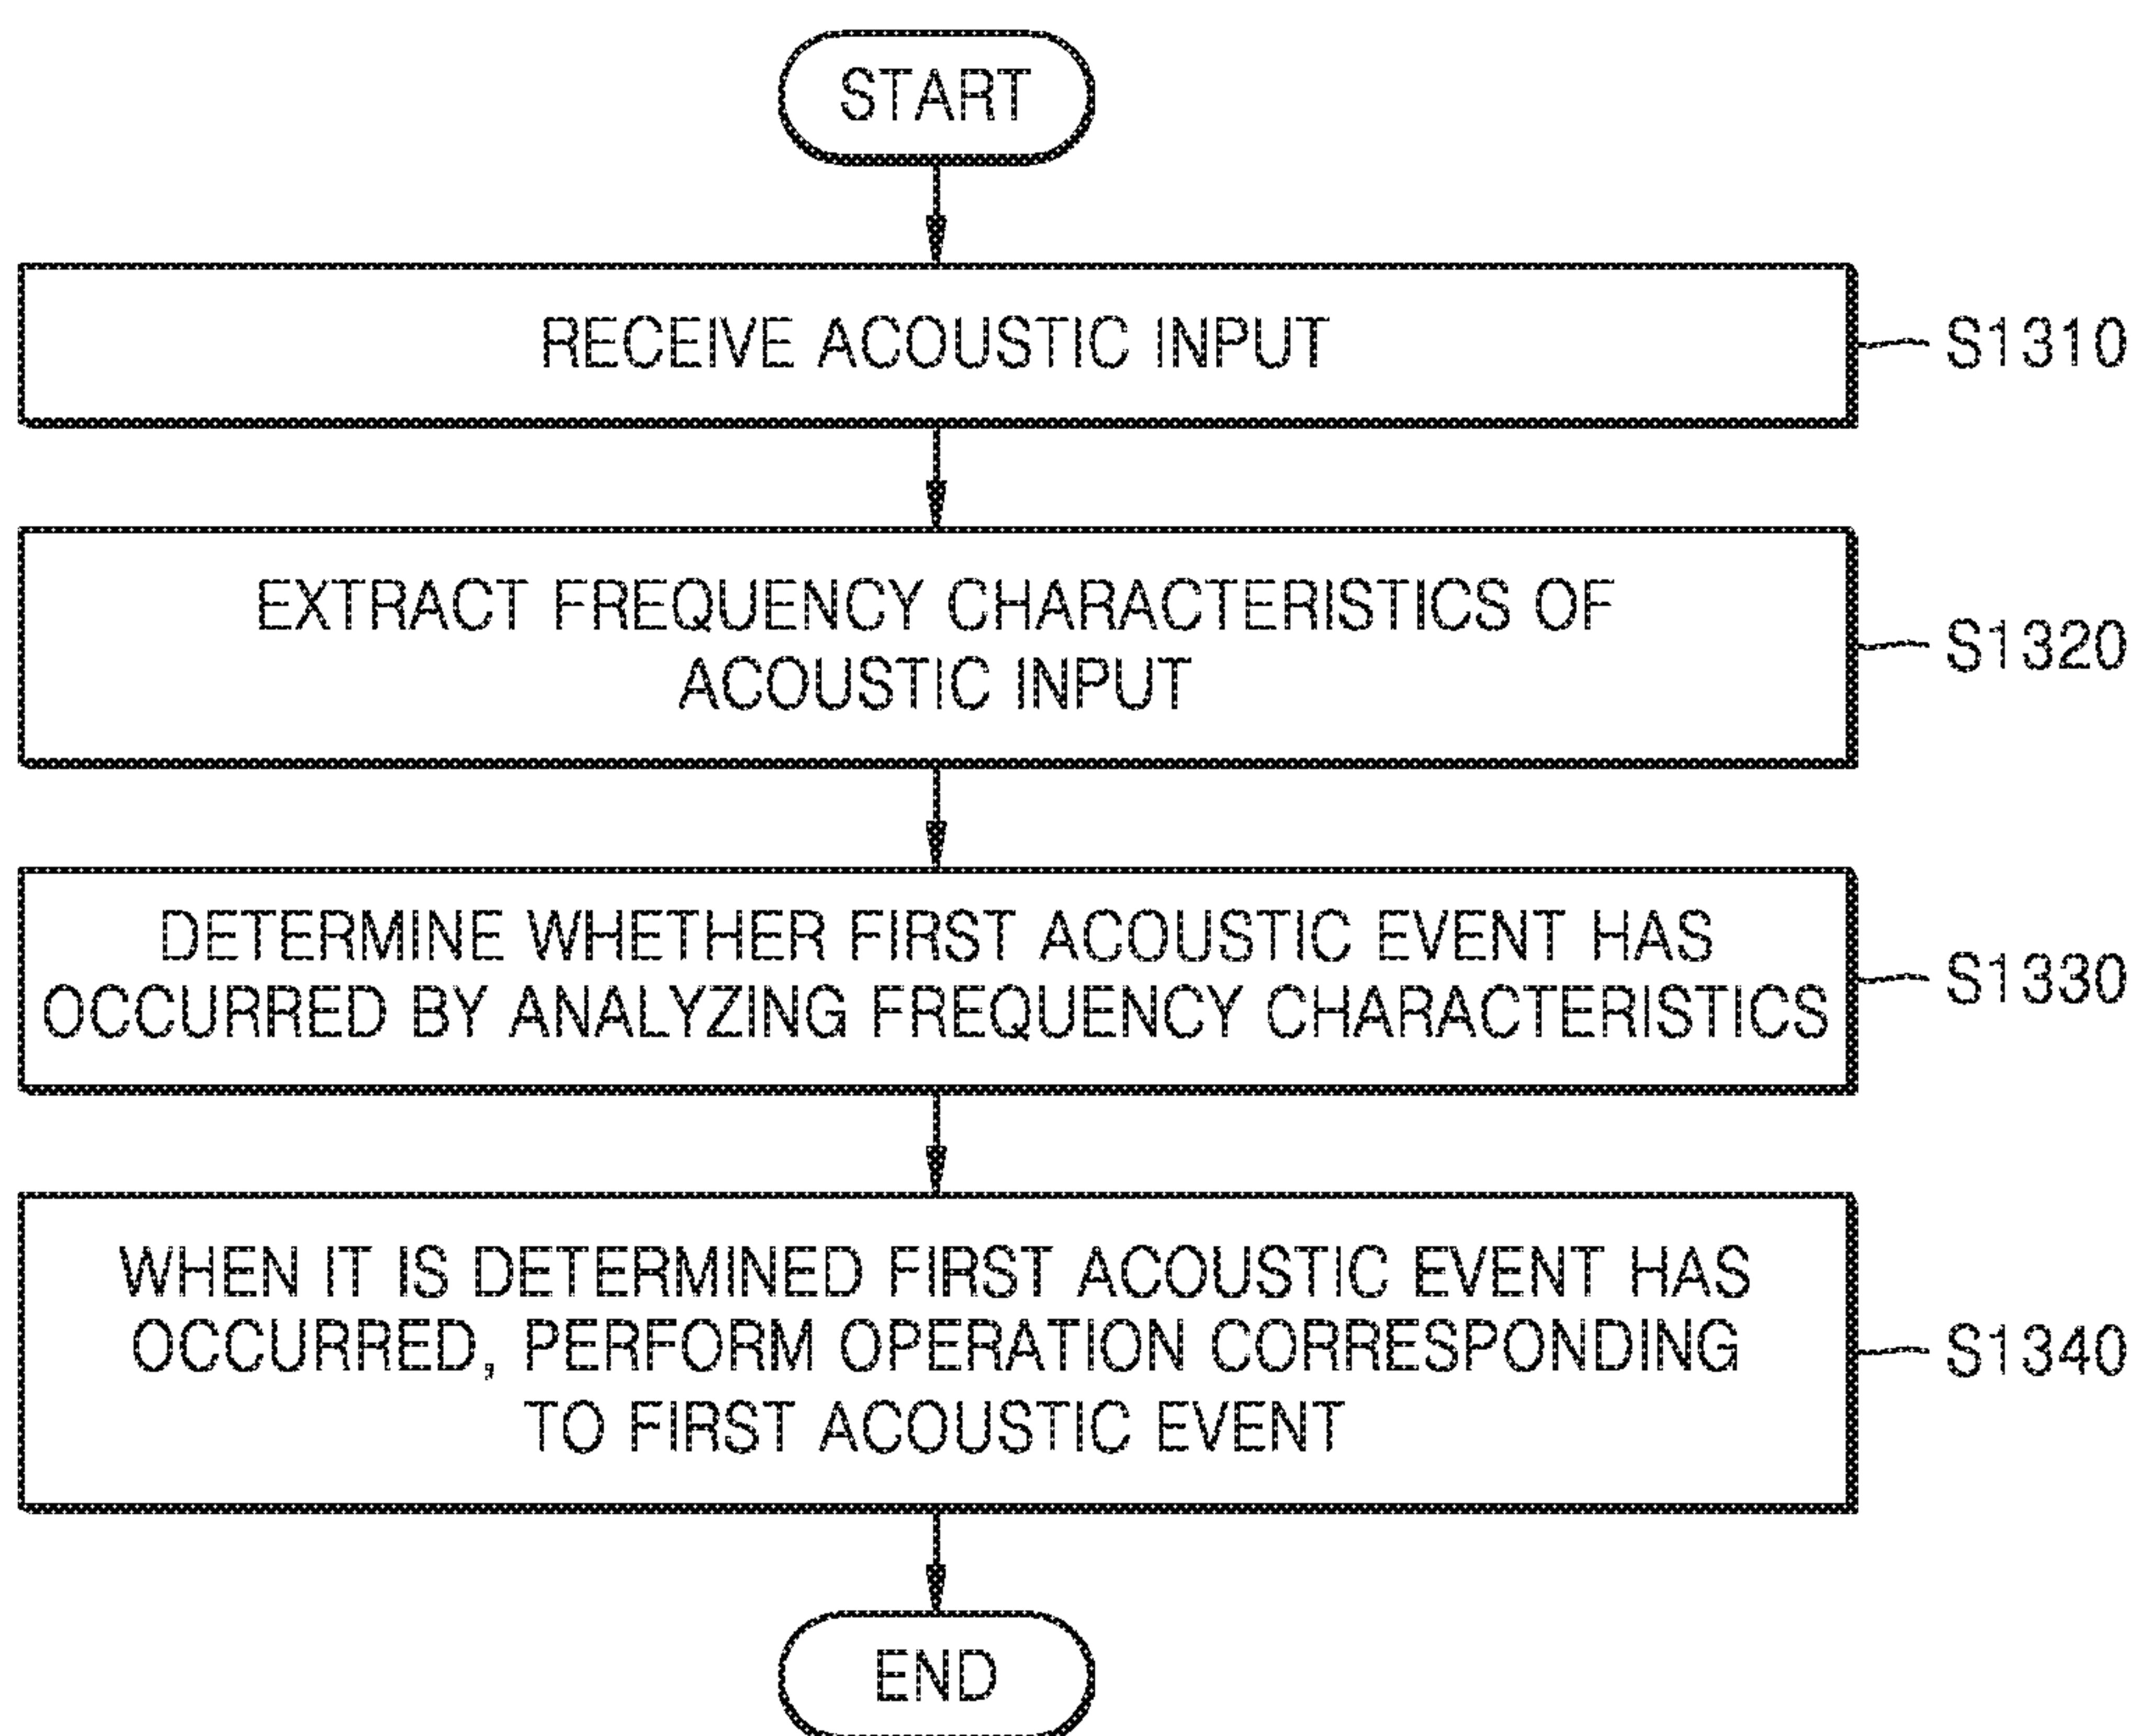 START
RECEIVE ACOUSTIC INPUT
S1310
EXTRACT FREQUENCY CHARACTERISTICS OF
ACOUSTIC INPUT
S1320
DETERMINE WHETHER FIRST ACOUSTIC EVENT HAS
OCCURRED BY ANALYZING FREQUENCY CHARACTERISTICS
S1330
WHEN IT IS DETERMINED FIRST ACOUSTIC EVENT HAS
OCCURRED, PERFORM OPERATION CORRESPONDING
TO FIRST ACOUSTIC EVENT
S1340
END